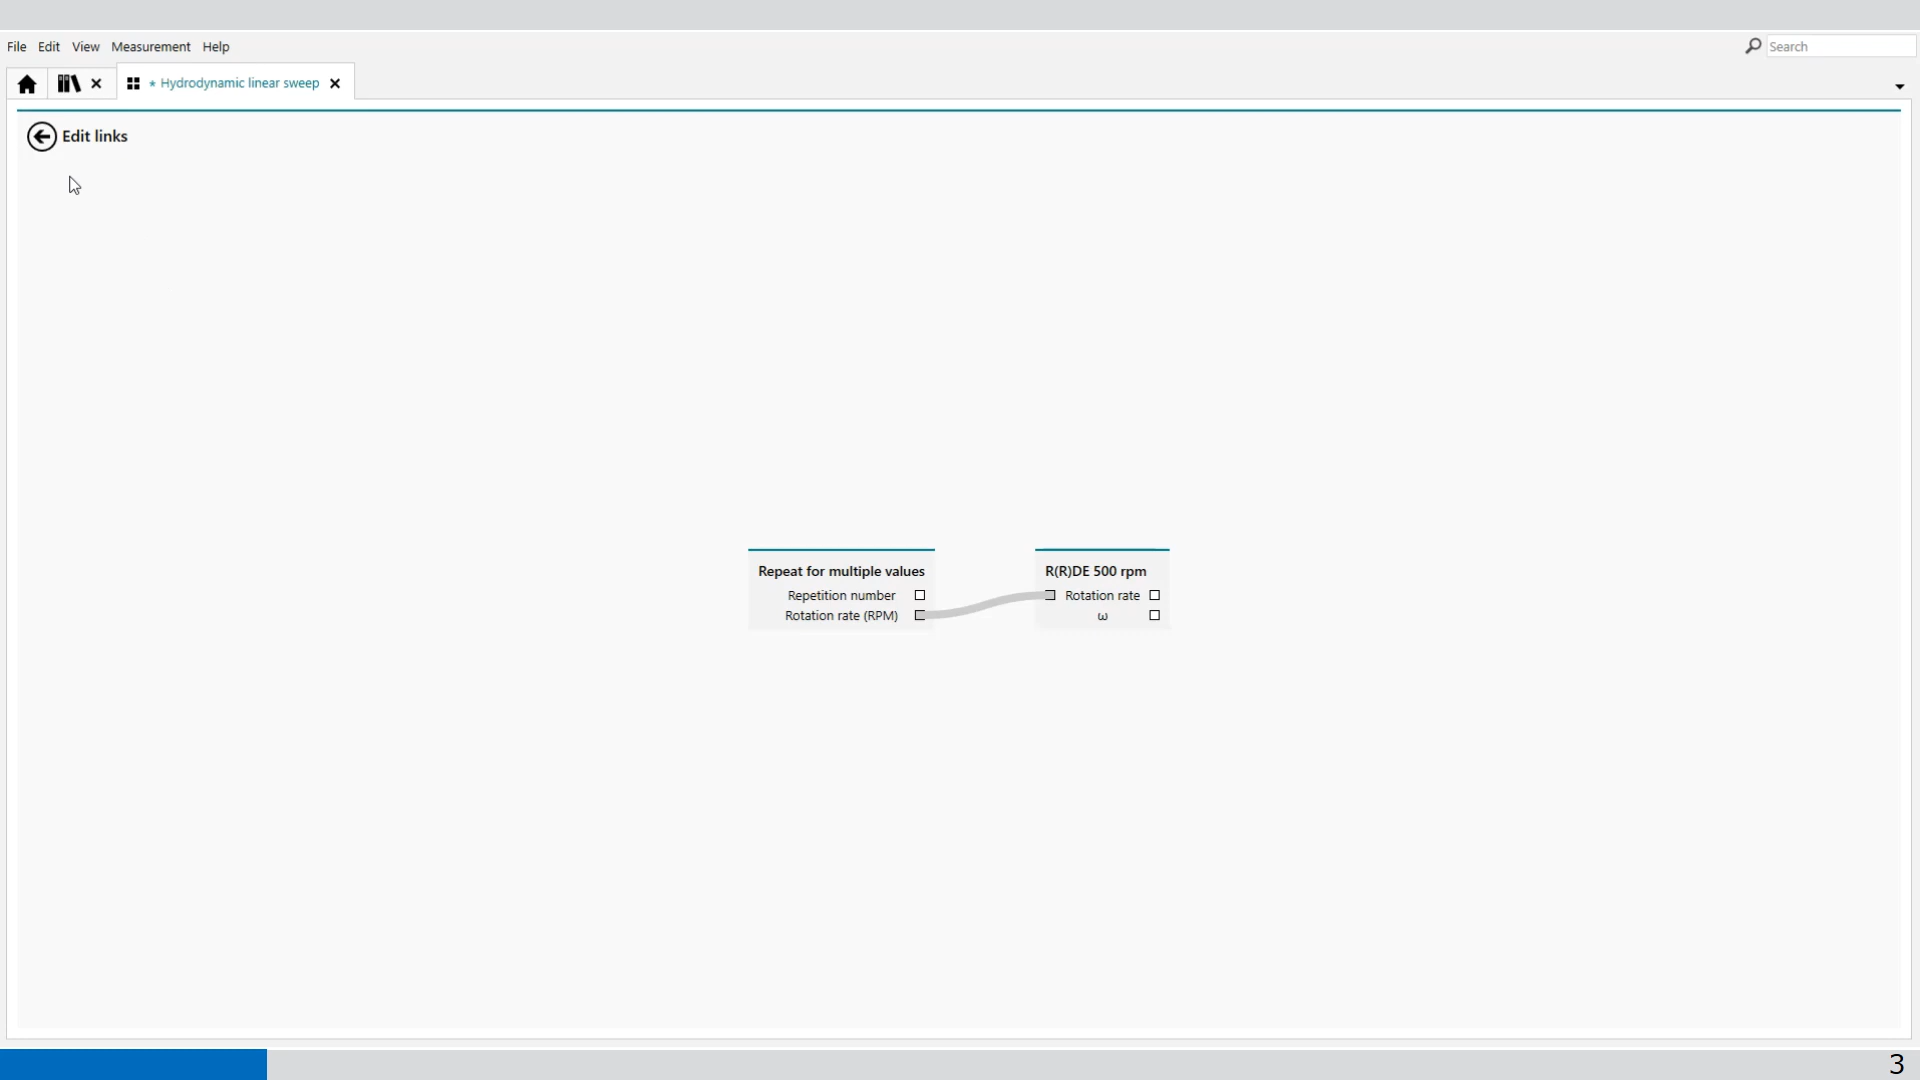 File Edit View Measurement Help
Search
* Hydrodynamic linear sweep
Edit links
Repeat for multiple values
Repetition number
Rotation rate (RPM)
R(R)DE 500 rpm
Rotation rate
ω
3